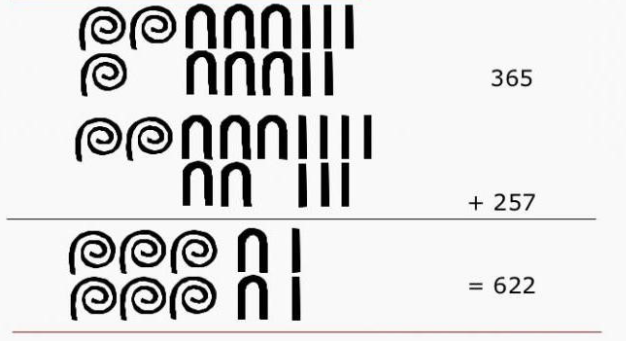 𓍢𓍢𓎆𓎆𓎆𓏺𓏺𓏺
𓍢𓎆𓎆𓎆𓏺𓏺 365
𓍢𓍢𓎆𓎆𓎆𓏺𓏺𓏺𓏺
𓎆𓎆𓏺𓏺𓏺 + 257
𓍢𓍢𓍢𓎆𓏺
𓍢𓍢𓍢𓎆𓏺 = 622